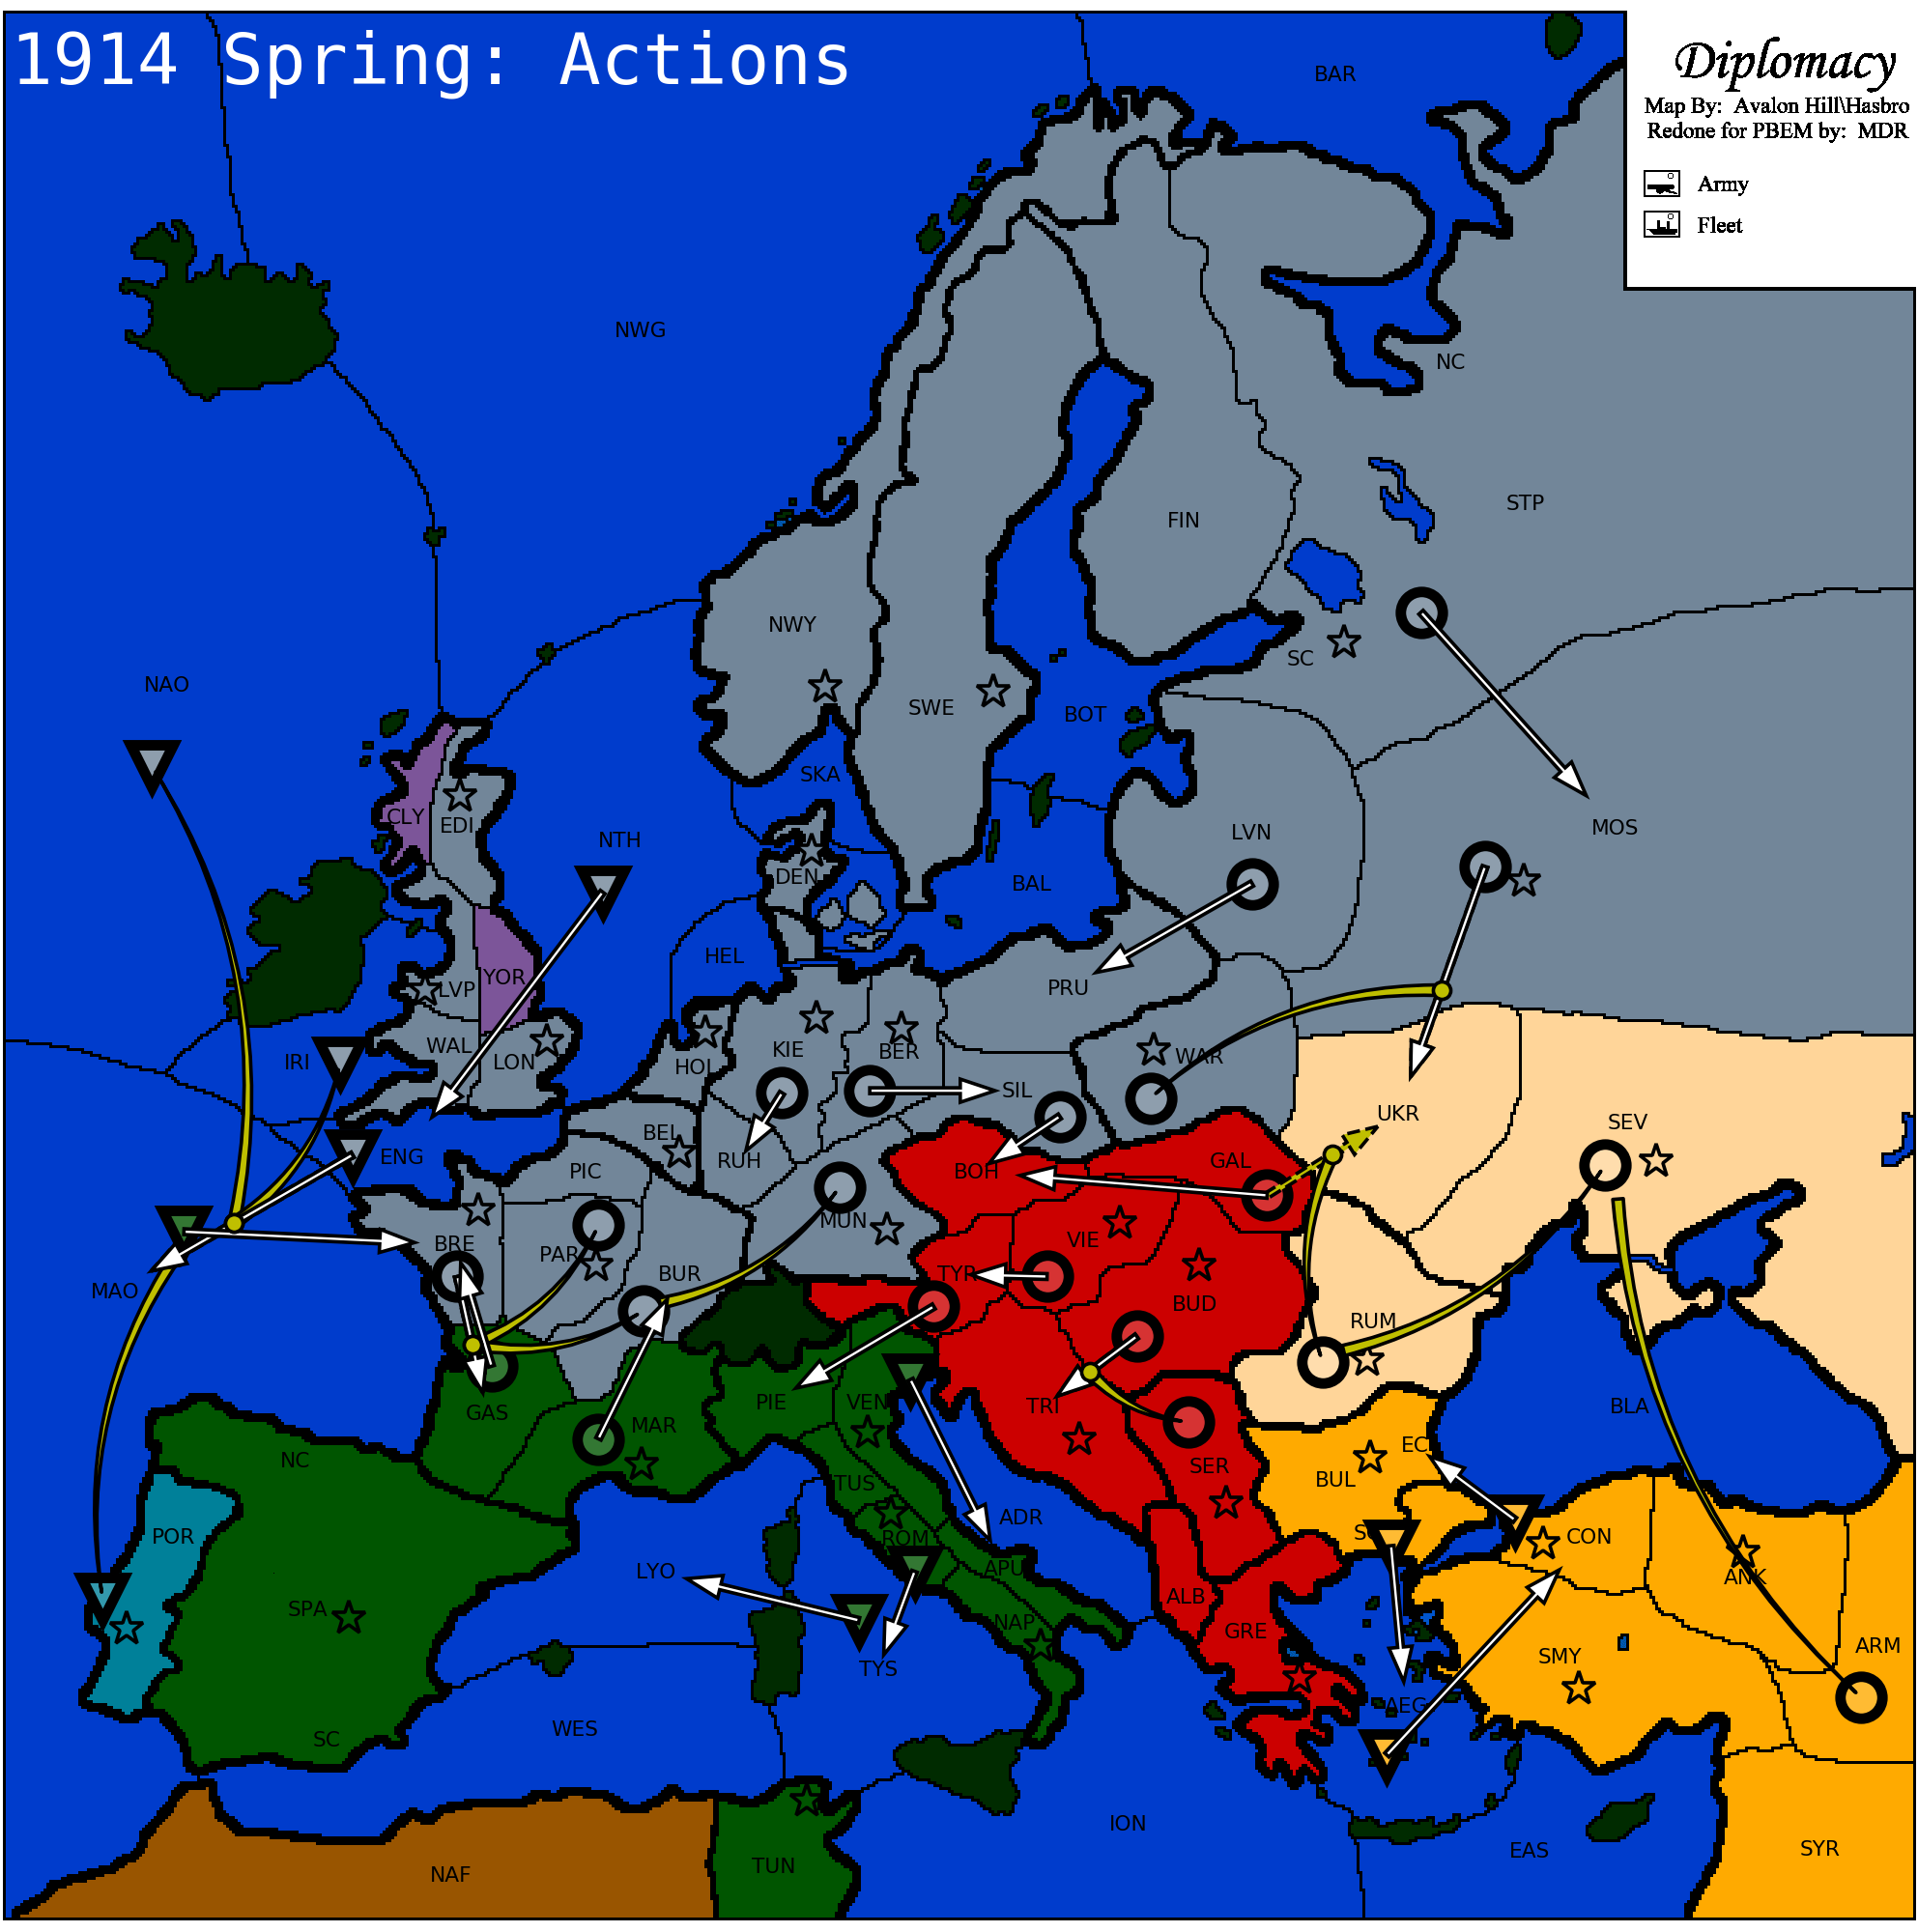 1914 Spring: Actions
Diplomacy
Map By: Avalon Hill\Hasbro
Redone for PBEM by: MDR
Army
Fleet
BAR
NWG
NC
STP
FIN
NWY
SC
NAO
SWE
BOT
SKA
CLY
EDI
NTH
LVN
MOS
DEN
BAL
HEL
YOR
LVP
PRU
WAL
LON
IRI
KIE
BER
HOL
WAR
SIL
UKR
SEV
BEL
ENG
PIC
RUH
BOH
GAL
MUN
BRE
PAR
VIE
MAO
BUR
TYR
BUD
RUM
GAS
MAR
PIE
VEN
TRI
BLA
NC
TUS
SER
BUL
EC
POR
ROM
ADR
CON
LYO
APU
ANK
SPA
NAP
ALB
GRE
SMY
ARM
TYS
AEG
SC
WES
ION
EAS
SYR
NAF
TUN